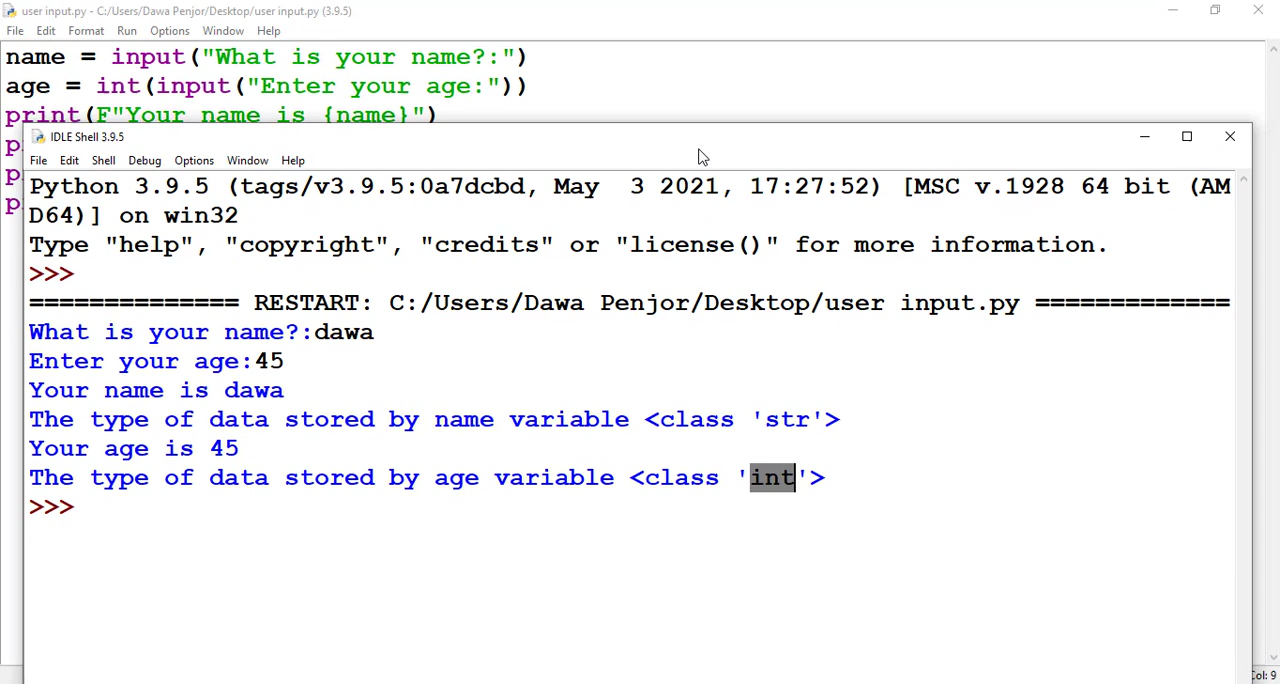 user input.py - C:/Users/Dawa Penjor/Desktop/user input.py (3.9.5)
File Edit Format Run Options Window Help
name = input("What is your name?:")
age = int(input("Enter your age:"))
print(F"Your name is {name}")
p
p
p
IDLE Shell 3.9.5
File Edit Shell Debug Options Window Help
Python 3.9.5 (tags/v3.9.5:0a7dcbd, May  3 2021, 17:27:52) [MSC v.1928 64 bit (AM
D64)] on win32
Type "help", "copyright", "credits" or "license()" for more information.
>>>
============== RESTART: C:/Users/Dawa Penjor/Desktop/user input.py =============
What is your name?:dawa
Enter your age:45
Your name is dawa
The type of data stored by name variable <class 'str'>
Your age is 45
The type of data stored by age variable <class 'int'>
>>>
Col: 9